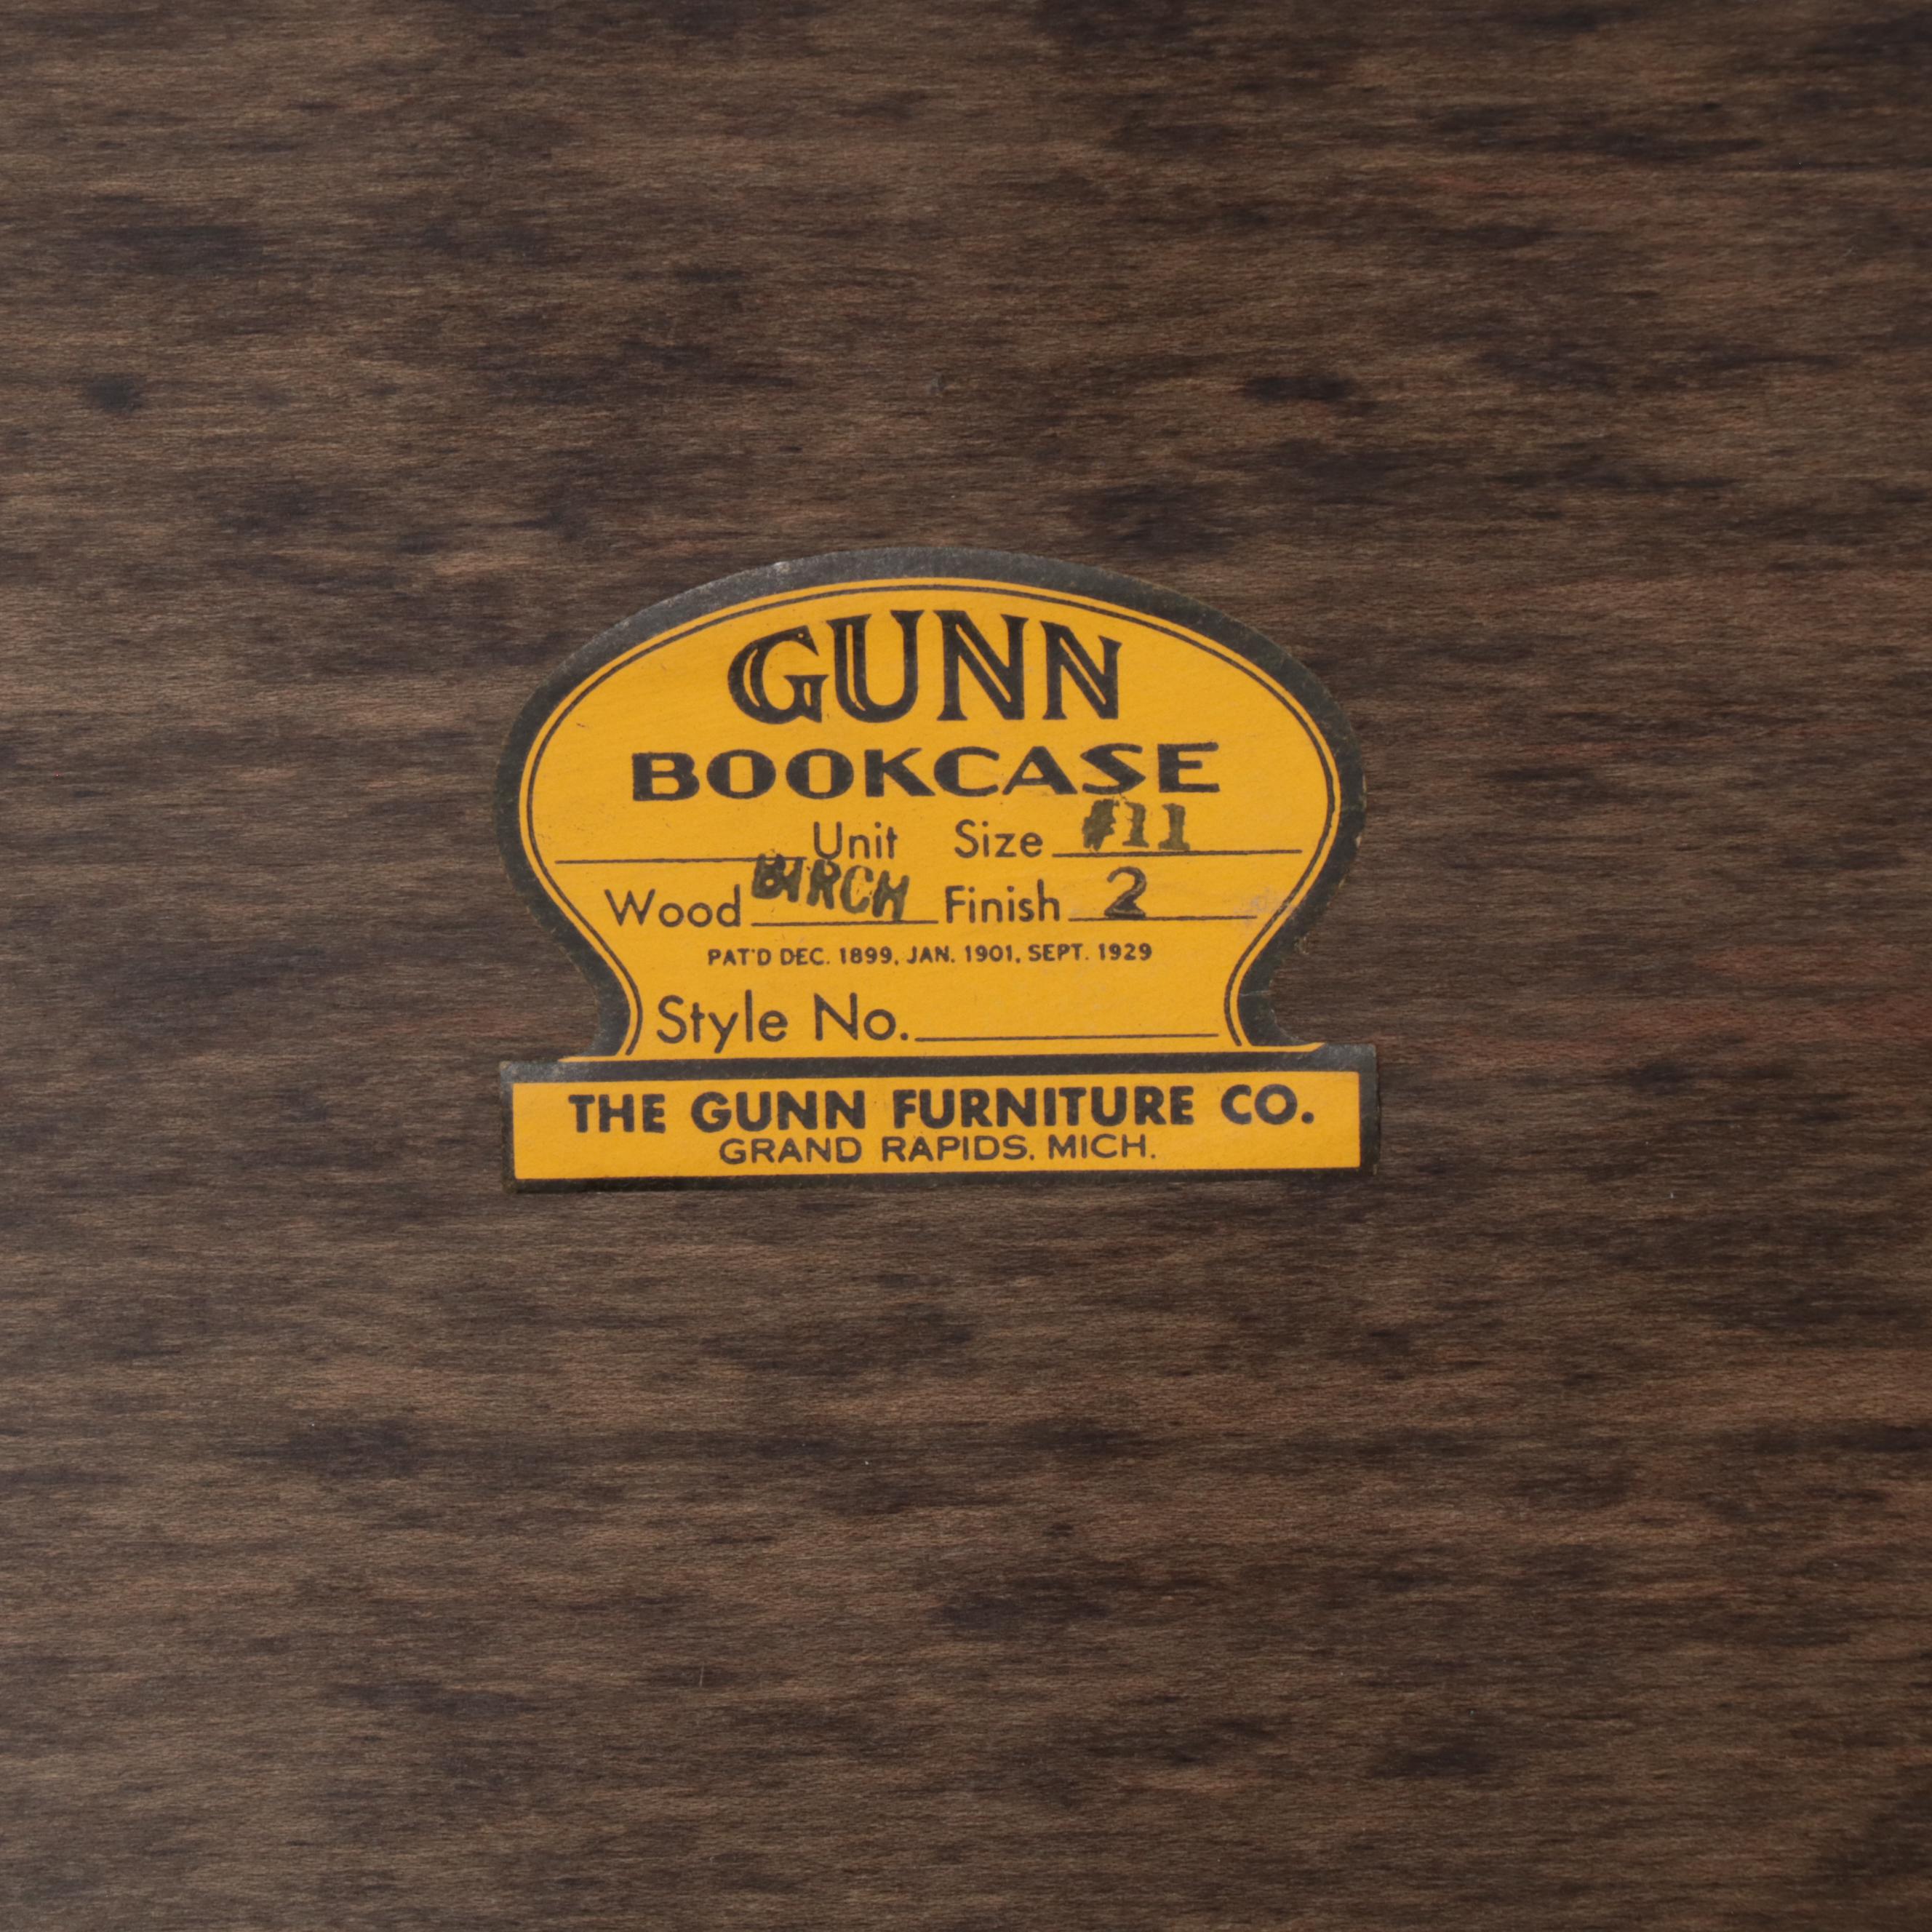 GUNN
BOOKCASE
Unit Size #11
Wood BIRCH Finish 2
PAT'D DEC. 1899, JAN. 1901, SEPT. 1929
Style No.
THE GUNN FURNITURE CO.
GRAND RAPIDS, MICH.